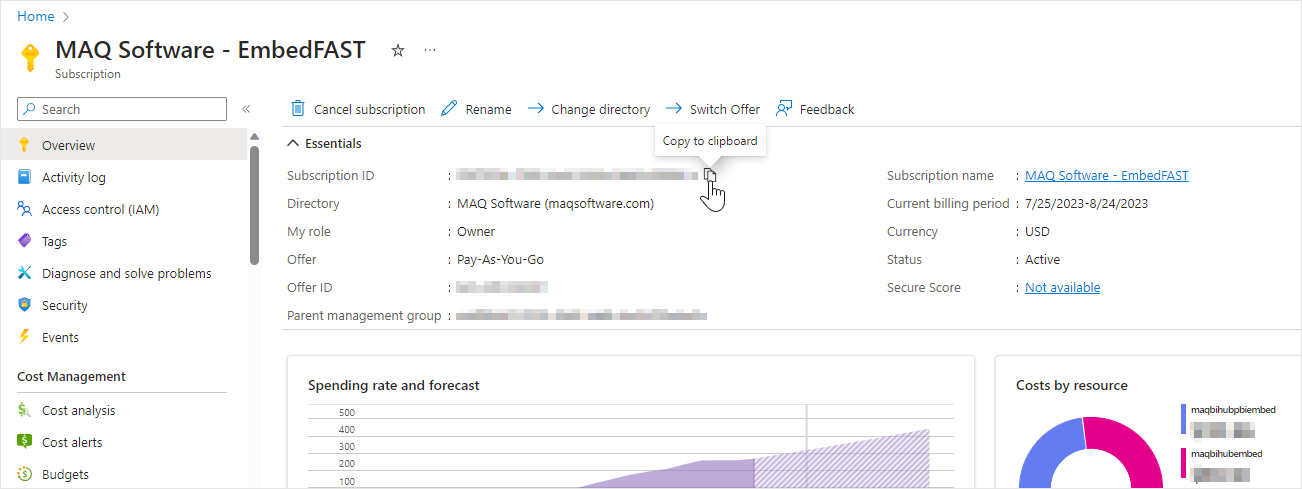 Home
MAQ Software - EmbedFAST
Subscription
Search
Cancel subscription
Rename
Change directory
Switch Offer
Feedback
Copy to clipboard
Overview
Activity log
Access control (IAM)
Tags
Diagnose and solve problems
Security
Events
Cost Management
Cost analysis
Cost alerts
Budgets
Essentials
Subscription ID :
Directory : MAQ Software (maqsoftware.com)
My role : Owner
Offer : Pay-As-You-Go
Offer ID :
Parent management group :
Subscription name : MAQ Software - EmbedFAST
Current billing period : 7/25/2023-8/24/2023
Currency : USD
Status : Active
Secure Score : Not available
Spending rate and forecast
500
400
300
200
100
Costs by resource
maqbihubpbiembed
maqbihubembed